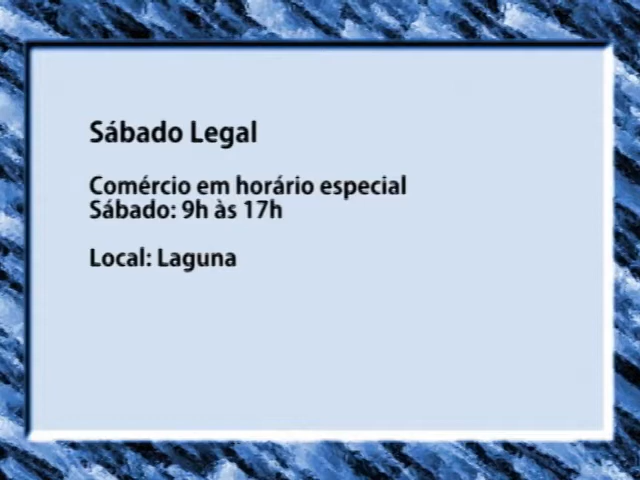 Sábado Legal
Comércio em horário especial
Sábado: 9h às 17h
Local: Laguna